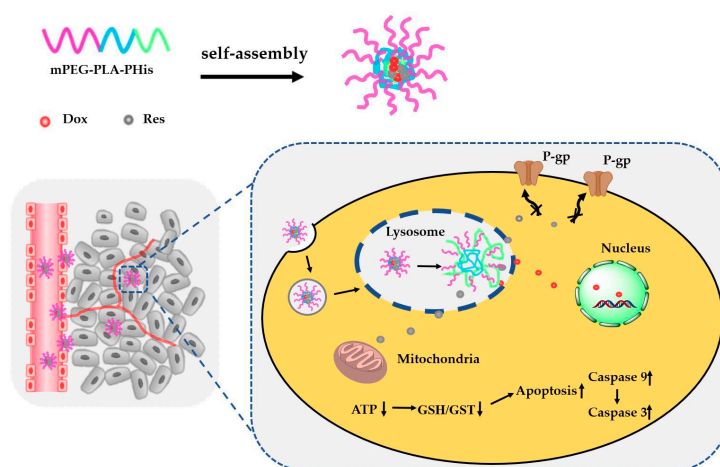 self-assembly
mPEG-PLA-PHis
Dox
Res
P-gp
P-gp
Lysosome
Nucleus
Mitochondria
ATP
GSH/GST
Apoptosis
Caspase 9
Caspase 3